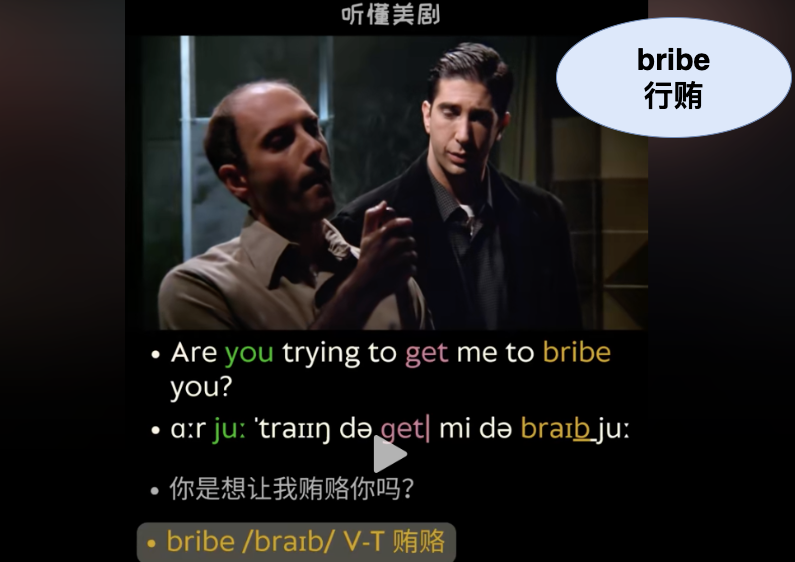 听懂美剧
bribe
行贿
• Are you trying to get me to bribe
you?
• ɑːr juː ˈtraɪɪŋ də get| mi də braɪb juː
• 你是想让我贿赂你吗?
• bribe /braɪb/ V-T 贿赂